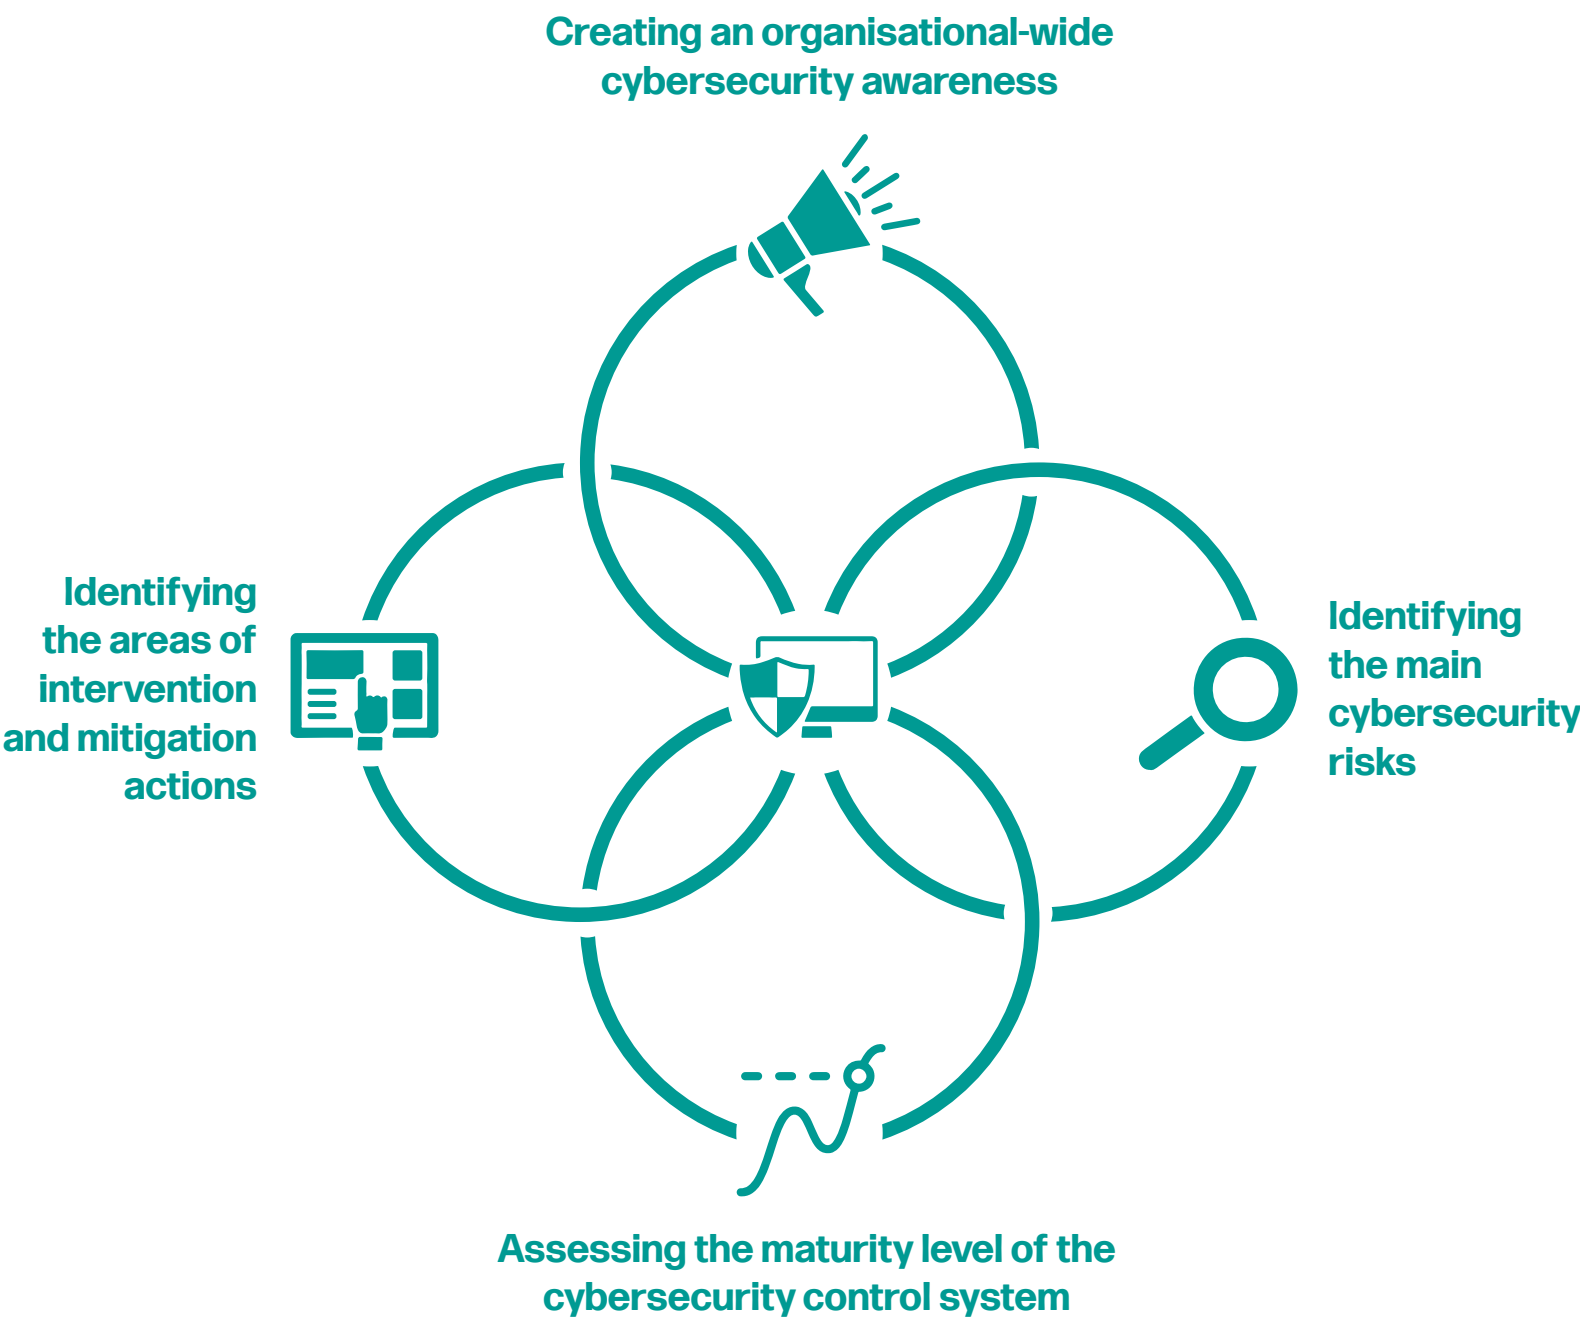 Creating an organisational-wide
cybersecurity awareness
Identifying
the areas of
intervention
and mitigation
actions
Identifying
the main
cybersecurity
risks
Assessing the maturity level of the
cybersecurity control system